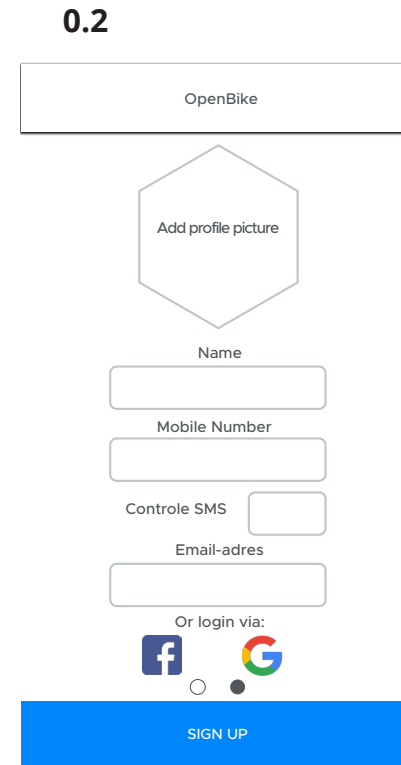 0.2
OpenBike
Add profile picture
Name
Mobile Number
Controle SMS
Email-adres
Or login via:
SIGN UP